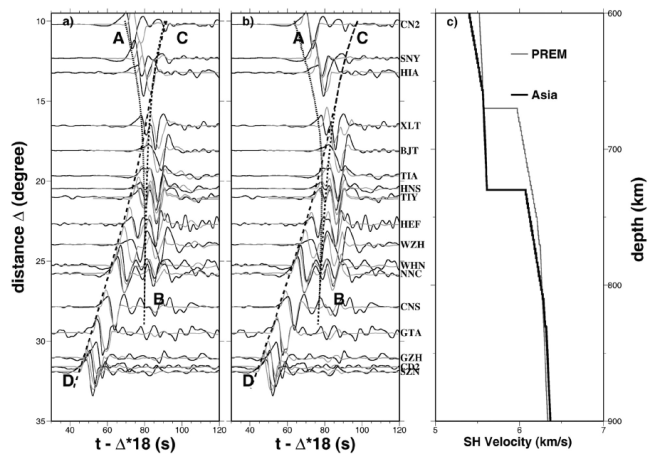 a)
b)
c)
A
C
A
C
B
B
D
D
10
15
20
25
30
35
distance Δ (degree)
40 60 80 100 120
t - Δ*18 (s)
40 60 80 100 120
t - Δ*18 (s)
CN2
SNY
HIA
XLT
BJT
TIA
HNS
TIY
HEF
WZH
WHN
NNC
CNS
GTA
GZH
CD2
SZN
PREM
Asia
5 6 7
SH Velocity (km/s)
600
700
800
900
depth (km)